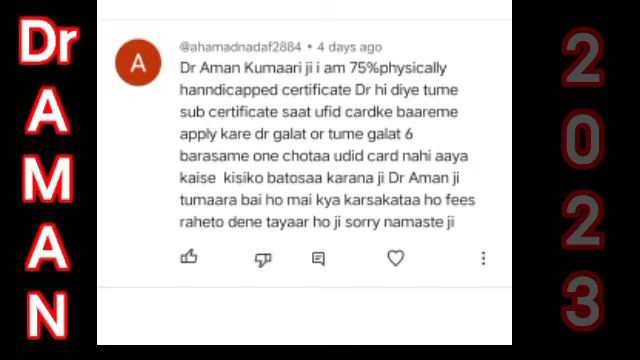 Dr
A
M
A
N
A
@ahamadnadaf2884 • 4 days ago
Dr Aman Kumaari ji i am 75%physically
hanndicapped certificate Dr hi diye tume
sub certificate saat ufid cardke baareme
apply kare dr galat or tume galat 6
barasame one chotaa udid card nahi aaya
kaise  kisiko batosaa karana ji Dr Aman ji
tumaara bai ho mai kya karsakataa ho fees
raheto dene tayaar ho ji sorry namaste ji
2
0
2
3